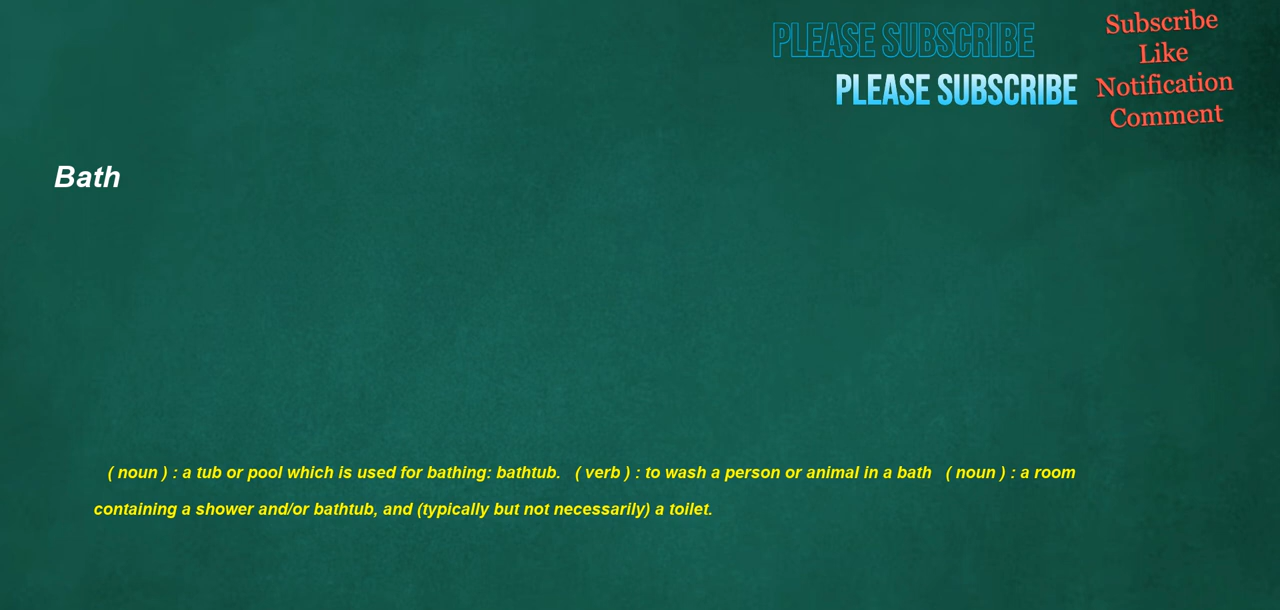 PLEASE SUBSCRIBE
PLEASE SUBSCRIBE
Subscribe
Like
Notification
Comment
Bath
( noun ) : a tub or pool which is used for bathing: bathtub. ( verb ) : to wash a person or animal in a bath ( noun ) : a room
containing a shower and/or bathtub, and (typically but not necessarily) a toilet.